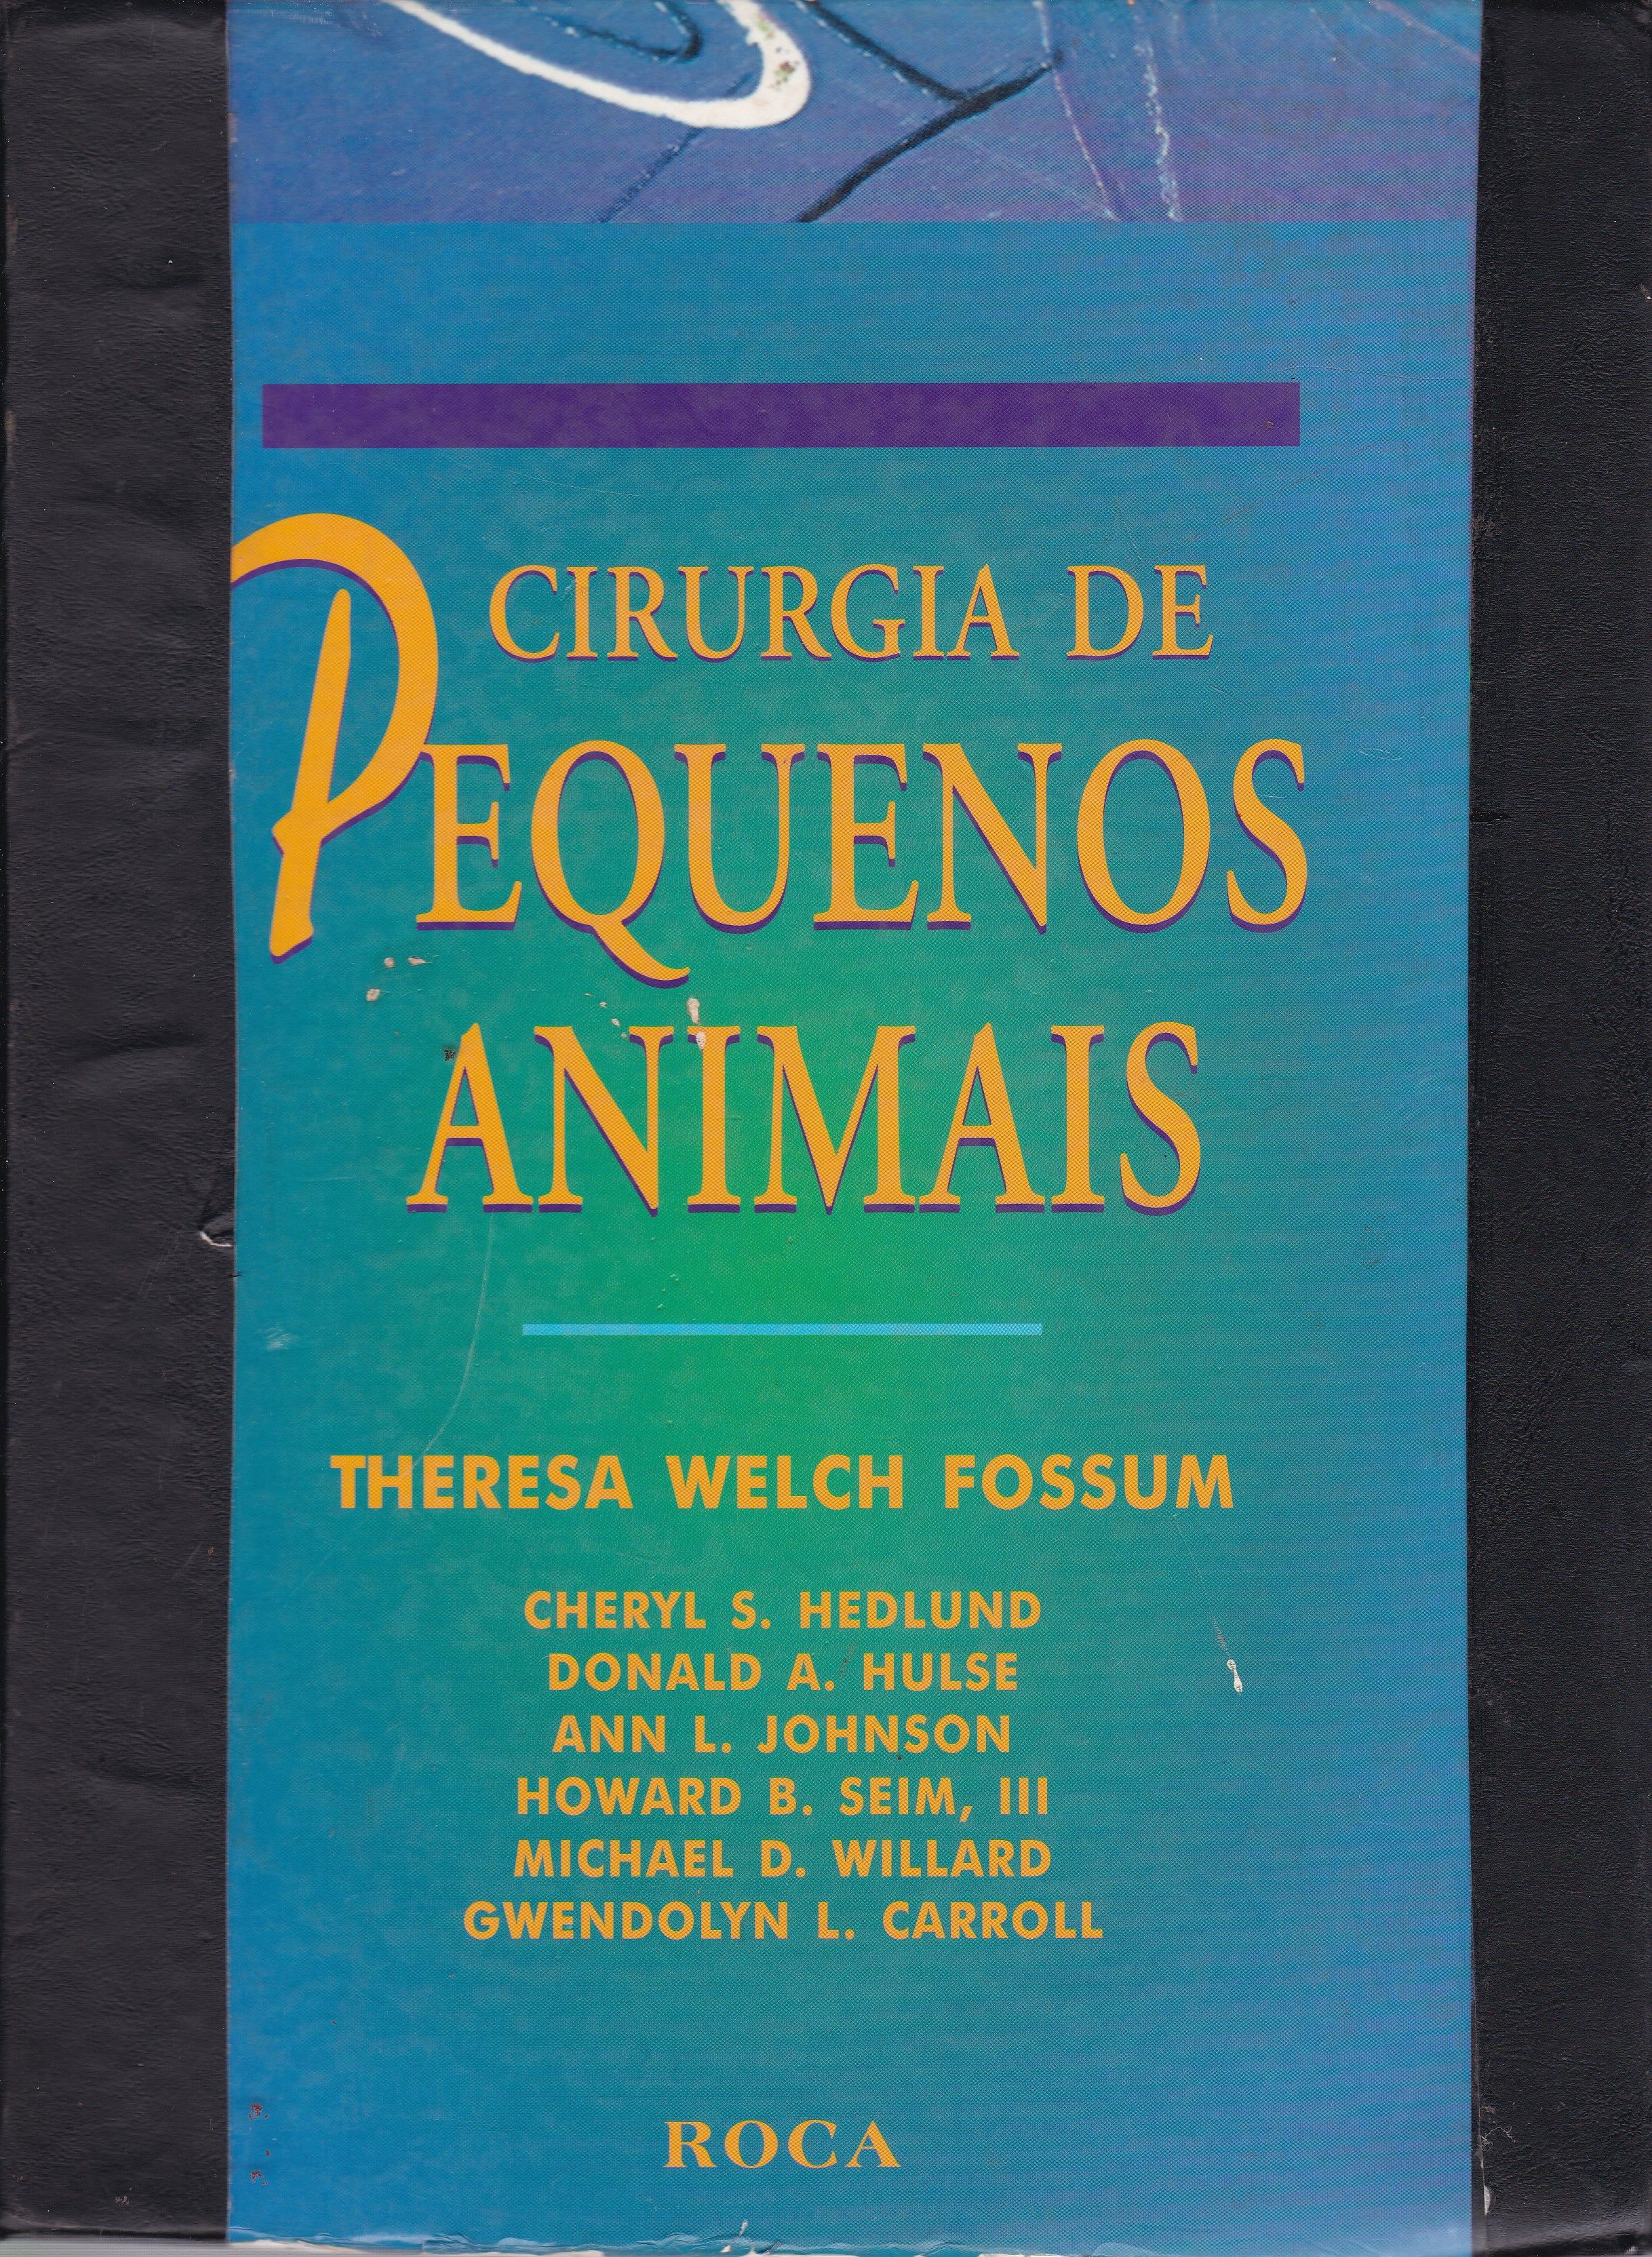 CIRURGIA DE
PEQUENOS
ANIMAIS
THERESA WELCH FOSSUM
CHERYL S. HEDLUND
DONALD A. HULSE
ANN L. JOHNSON
HOWARD B. SEIM, III
MICHAEL D. WILLARD
GWENDOLYN L. CARROLL
ROCA